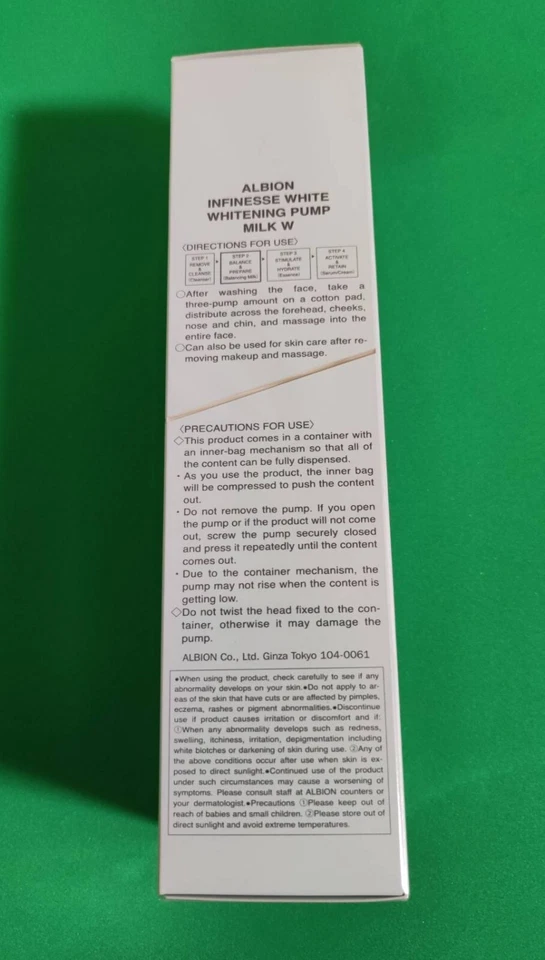 ALBION
INFINESSE WHITE
WHITENING PUMP
MILK W
〈DIRECTIONS FOR USE〉
STEP 1
REMOVE
&
CLEANSE
(Cleanser)
STEP 2
BALANCE
&
PREPARE
(Balancing Milk)
STEP 3
STIMULATE
&
HYDRATE
(Essence)
STEP 4
ACTIVATE
&
RETAIN
(Serum/Cream)
○After washing the face, take a
three-pump amount on a cotton pad,
distribute across the forehead, cheeks,
nose and chin, and massage into the
entire face.
○Can also be used for skin care after re-
moving makeup and massage.
〈PRECAUTIONS FOR USE〉
◇This product comes in a container with
an inner-bag mechanism so that all of
the content can be fully dispensed.
・As you use the product, the inner bag
will be compressed to push the content
out.
・Do not remove the pump. If you open
the pump or if the product will not come
out, screw the pump securely closed
and press it repeatedly until the content
comes out.
・Due to the container mechanism, the
pump may not rise when the content is
getting low.
◇Do not twist the head fixed to the con-
tainer, otherwise it may damage the
pump.
ALBION Co., Ltd. Ginza Tokyo 104-0061
●When using the product, check carefully to see if any
abnormality develops on your skin.●Do not apply to ar-
eas of the skin that have cuts or are affected by pimples,
eczema, rashes or pigment abnormalities.●Discontinue
use if product causes irritation or discomfort and if:
①When any abnormality develops such as redness,
swelling, itchiness, irritation, depigmentation including
white blotches or darkening of skin during use. ②Any of
the above conditions occur after use when skin is ex-
posed to direct sunlight.●Continued use of the product
under such circumstances may cause a worsening of
symptoms. Please consult staff at ALBION counters or
your dermatologist.●Precautions ①Please keep out of
reach of babies and small children. ②Please store out of
direct sunlight and avoid extreme temperatures.